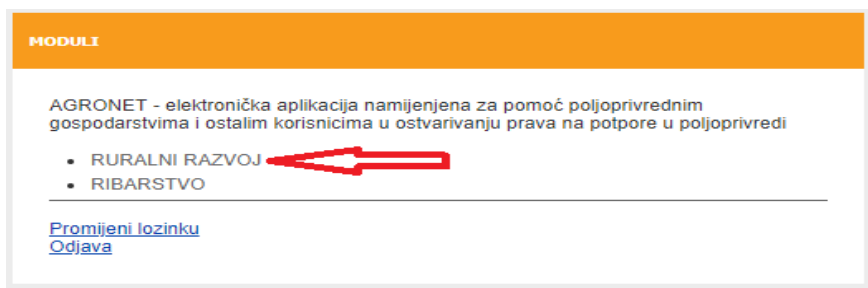 MODULI
AGRONET - elektronička aplikacija namijenjena za pomoć poljoprivrednim
gospodarstvima i ostalim korisnicima u ostvarivanju prava na potpore u poljoprivredi
• RURALNI RAZVOJ
• RIBARSTVO
Promijeni lozinku
Odjava